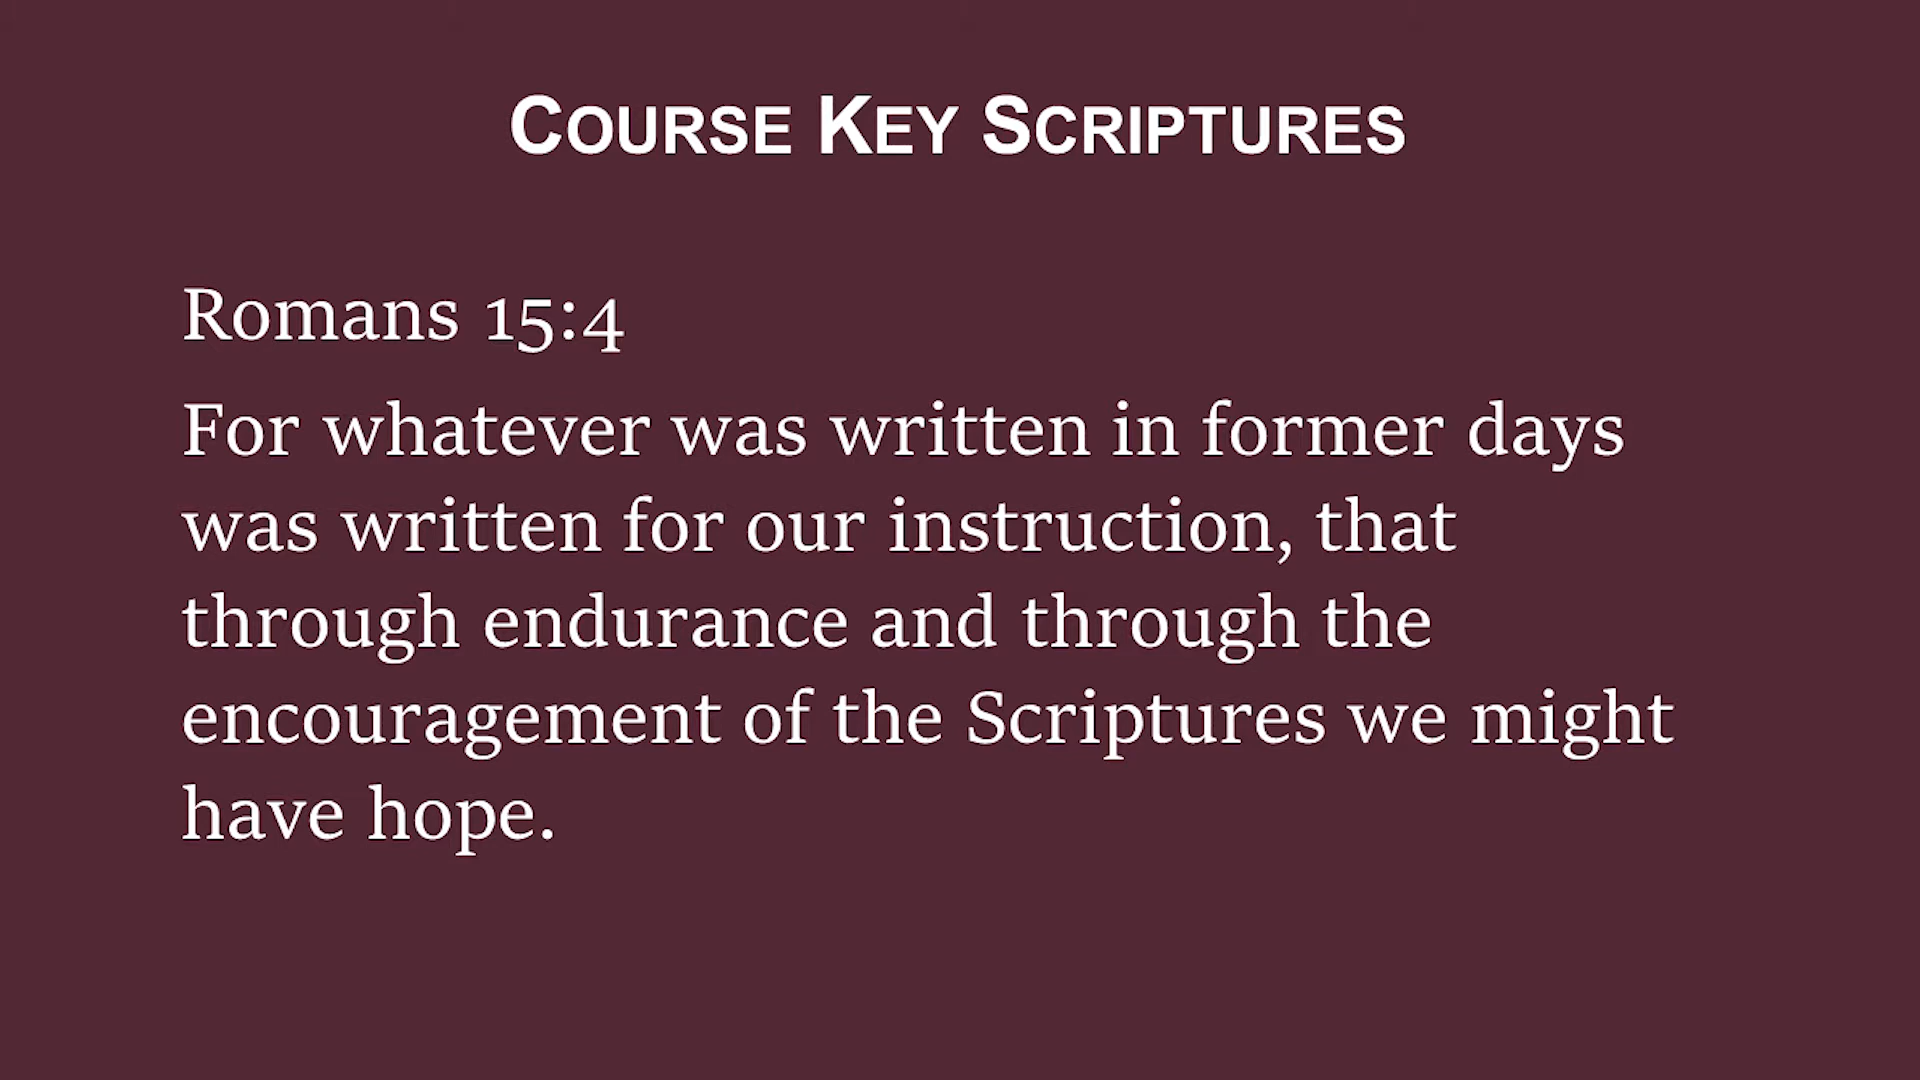 COURSE KEY SCRIPTURES
Romans 15:4
For whatever was written in former days
was written for our instruction, that
through endurance and through the
encouragement of the Scriptures we might
have hope.